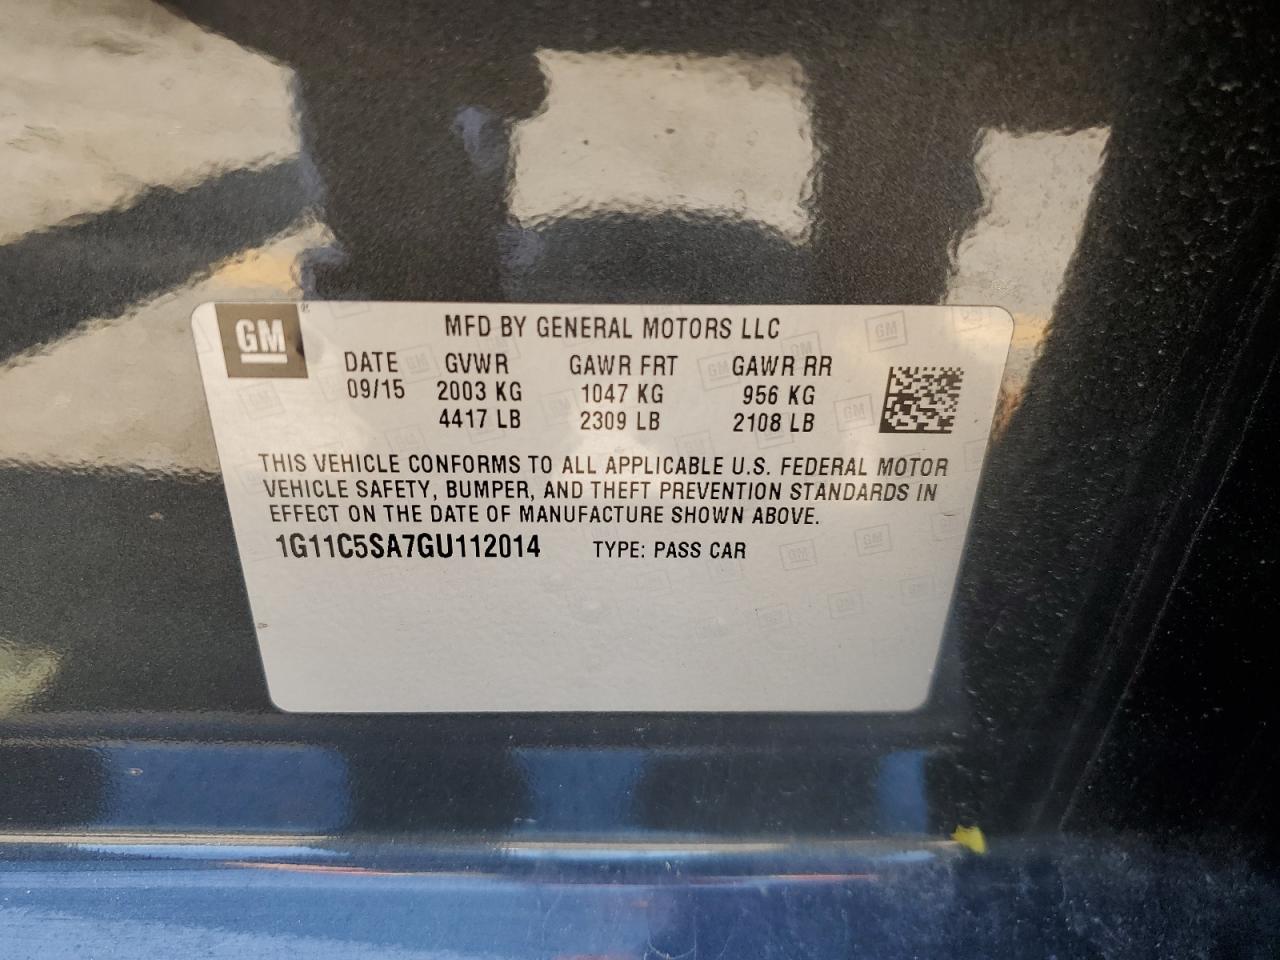 GM ®
MFD BY GENERAL MOTORS LLC
DATE GVWR GAWR FRT GAWR RR
09/15 2003 KG 1047 KG 956 KG
4417 LB 2309 LB 2108 LB
THIS VEHICLE CONFORMS TO ALL APPLICABLE U.S. FEDERAL MOTOR
VEHICLE SAFETY, BUMPER, AND THEFT PREVENTION STANDARDS IN
EFFECT ON THE DATE OF MANUFACTURE SHOWN ABOVE.
1G11C5SA7GU112014 TYPE: PASS CAR